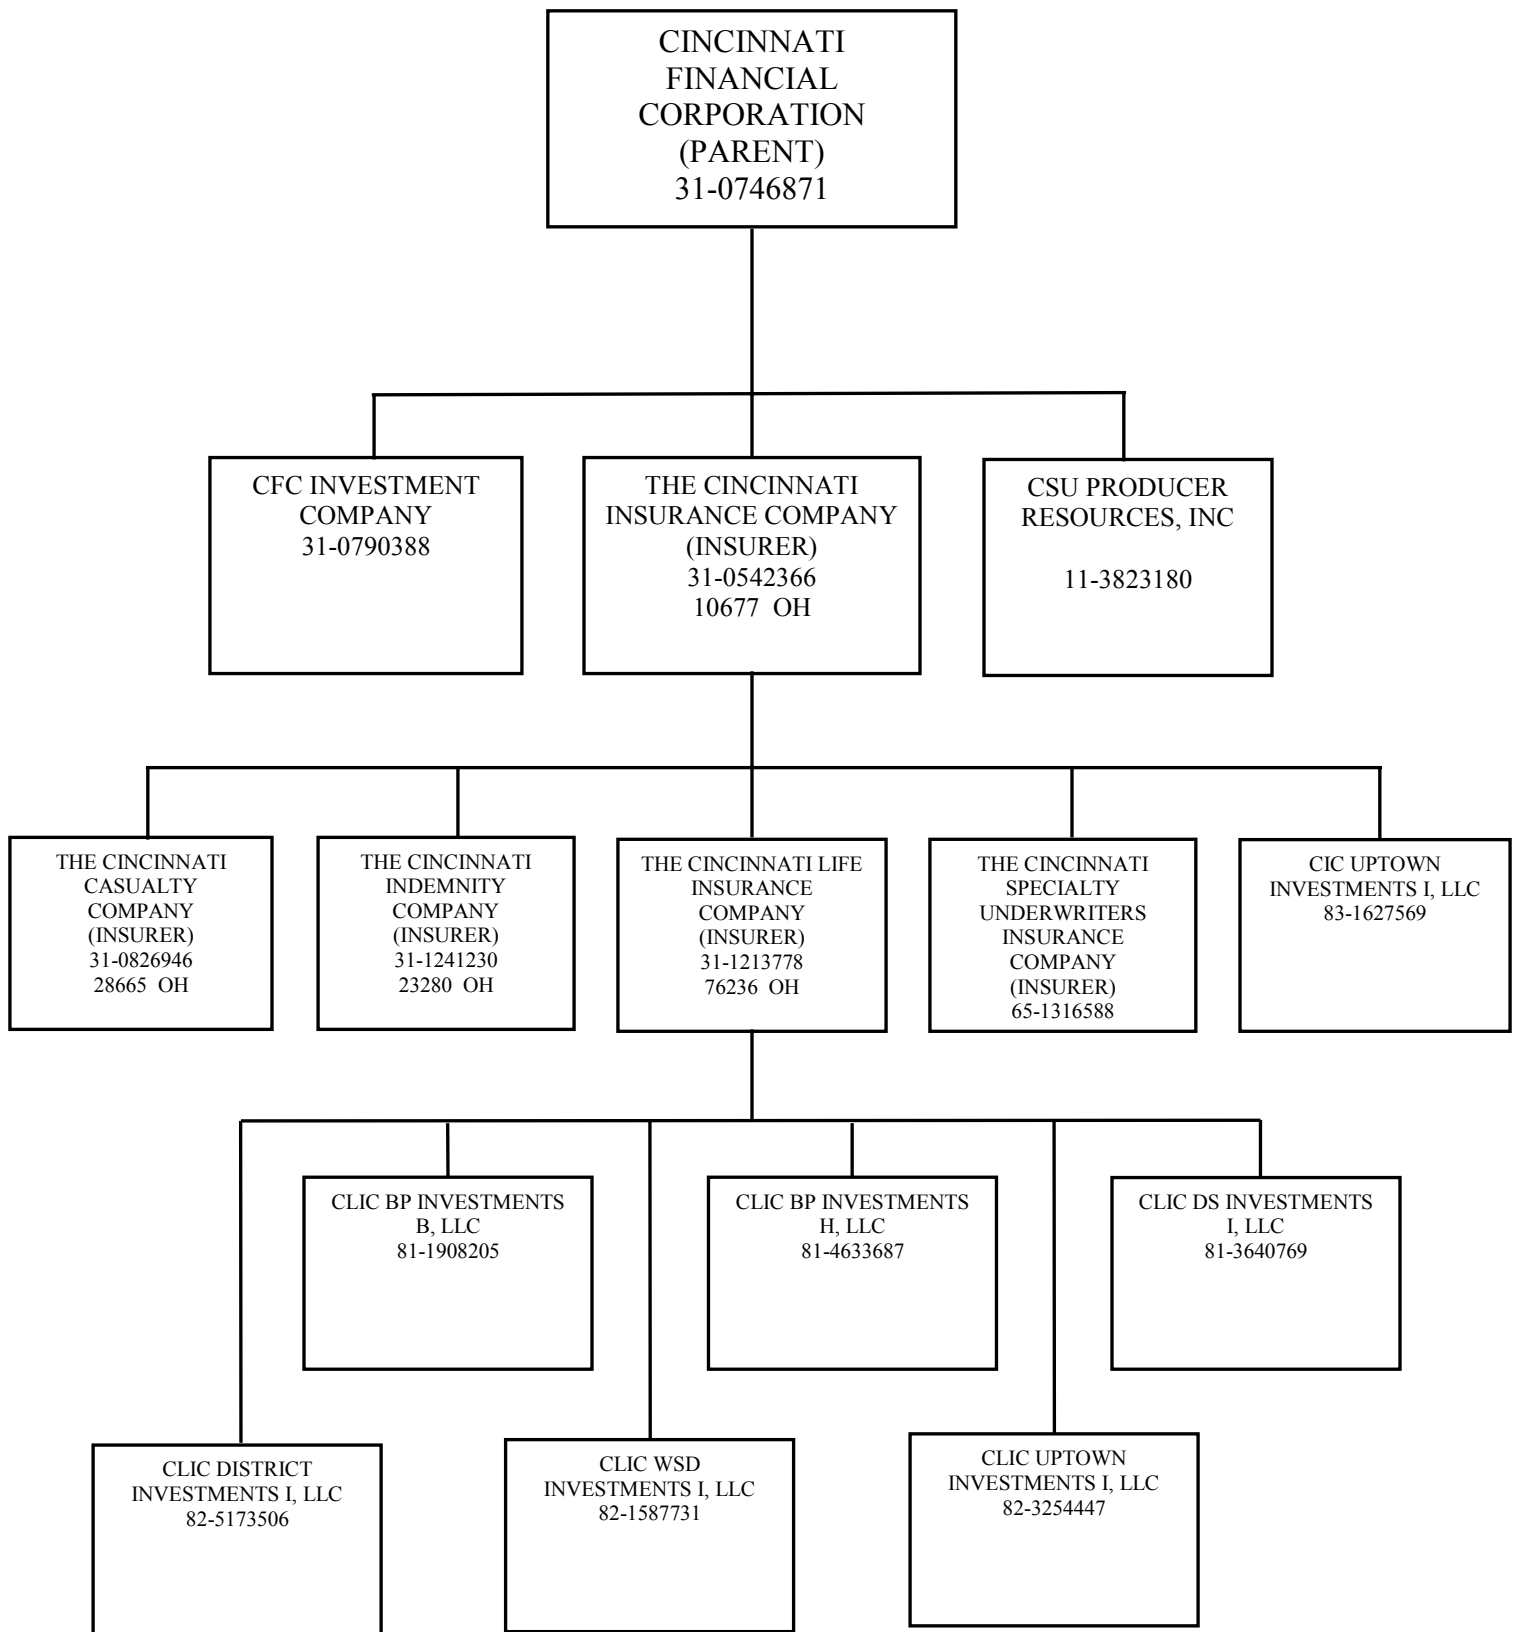 CINCINNATI
FINANCIAL
CORPORATION
(PARENT)
31-0746871
CFC INVESTMENT
COMPANY
31-0790388
THE CINCINNATI
INSURANCE COMPANY
(INSURER)
31-0542366
10677 OH
CSU PRODUCER
RESOURCES, INC
11-3823180
THE CINCINNATI
CASUALTY
COMPANY
(INSURER)
31-0826946
28665 OH
THE CINCINNATI
INDEMNITY
COMPANY
(INSURER)
31-1241230
23280 OH
THE CINCINNATI LIFE
INSURANCE
COMPANY
(INSURER)
31-1213778
76236 OH
THE CINCINNATI
SPECIALTY
UNDERWRITERS
INSURANCE
COMPANY
(INSURER)
65-1316588
CIC UPTOWN
INVESTMENTS I, LLC
83-1627569
CLIC BP INVESTMENTS
B, LLC
81-1908205
CLIC BP INVESTMENTS
H, LLC
81-4633687
CLIC DS INVESTMENTS
I, LLC
81-3640769
CLIC DISTRICT
INVESTMENTS I, LLC
82-5173506
CLIC WSD
INVESTMENTS I, LLC
82-1587731
CLIC UPTOWN
INVESTMENTS I, LLC
82-3254447